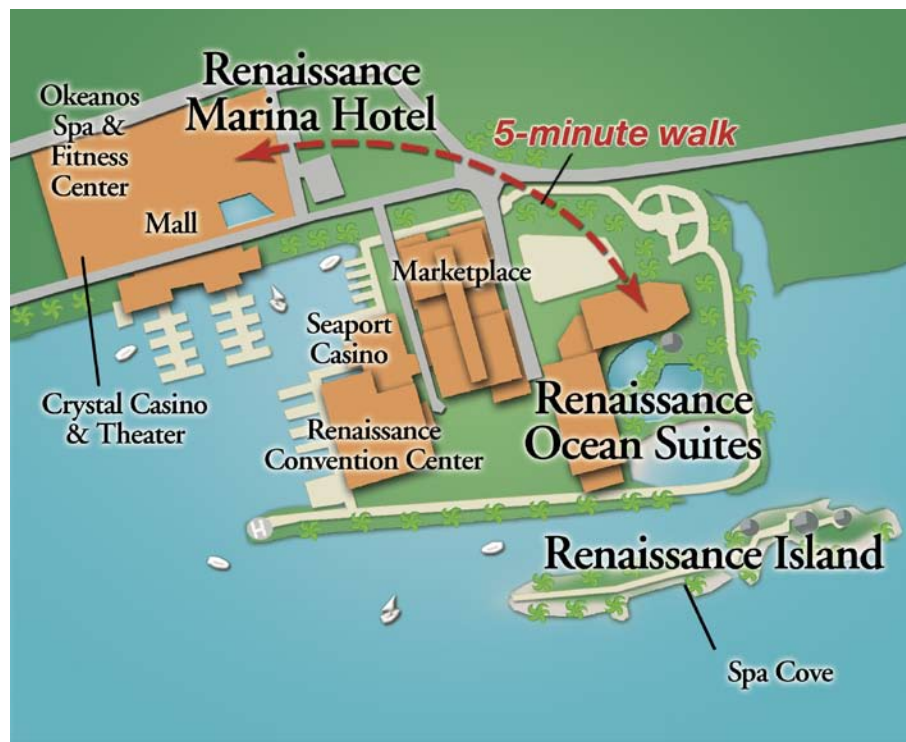 Renaissance
Marina Hotel
Okeanos
Spa &
Fitness
Center
5-minute walk
Mall
Marketplace
Seaport
Casino
Crystal Casino
& Theater
Renaissance
Convention Center
Renaissance
Ocean Suites
H
Renaissance Island
Spa Cove